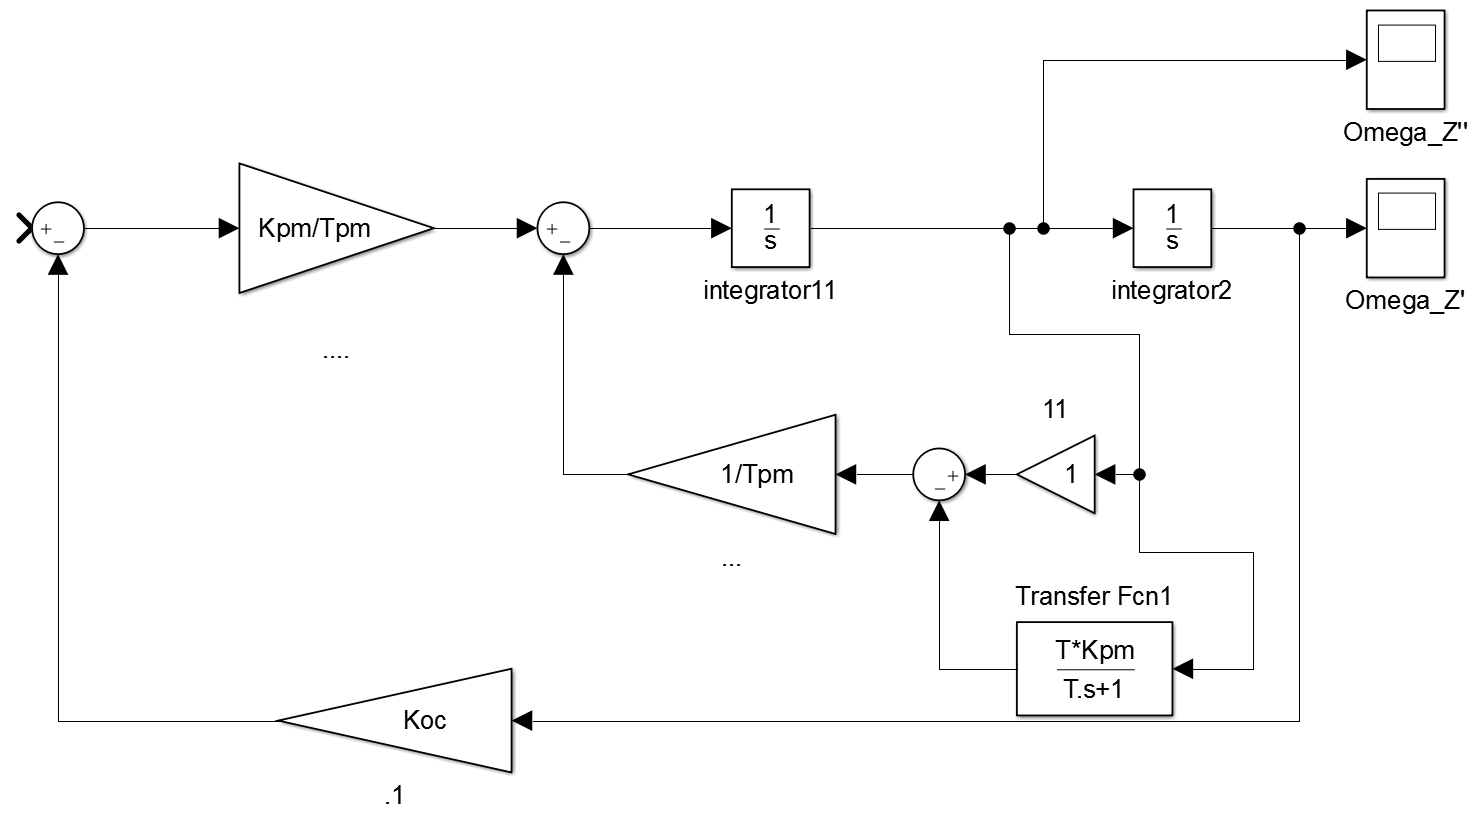 Omega_Z''
Kpm/Tpm
+
−
+
−
1
s
integrator11
1
s
integrator2
Omega_Z'
....
11
1/Tpm
−
+
1
...
Transfer Fcn1
T*Kpm
T.s+1
Koc
.1